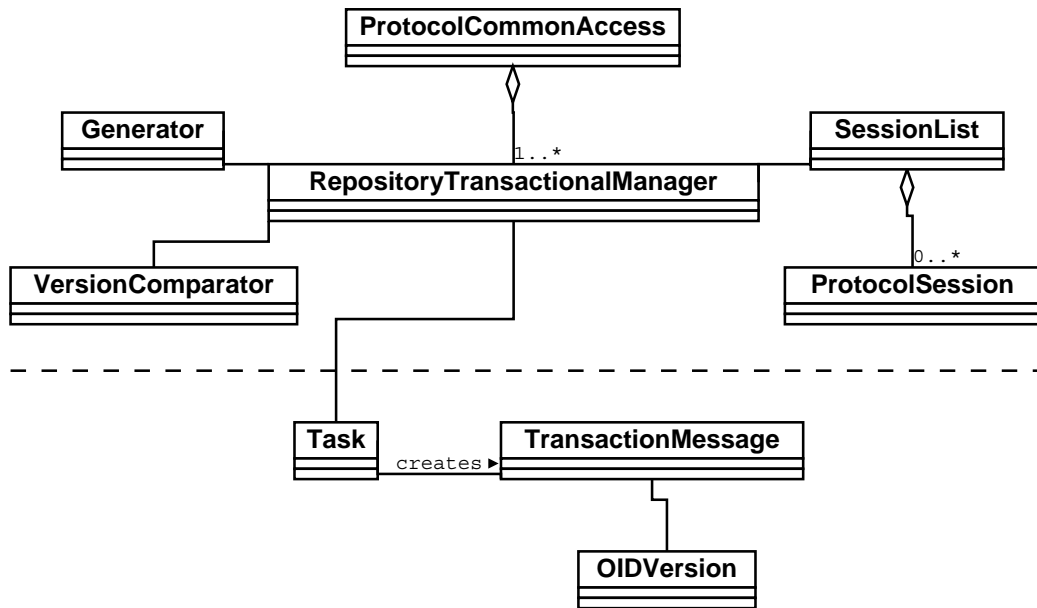 ProtocolCommonAccess
Generator
SessionList
1..*
RepositoryTransactionalManager
0..*
VersionComparator
ProtocolSession
Task
TransactionMessage
creates
OIDVersion